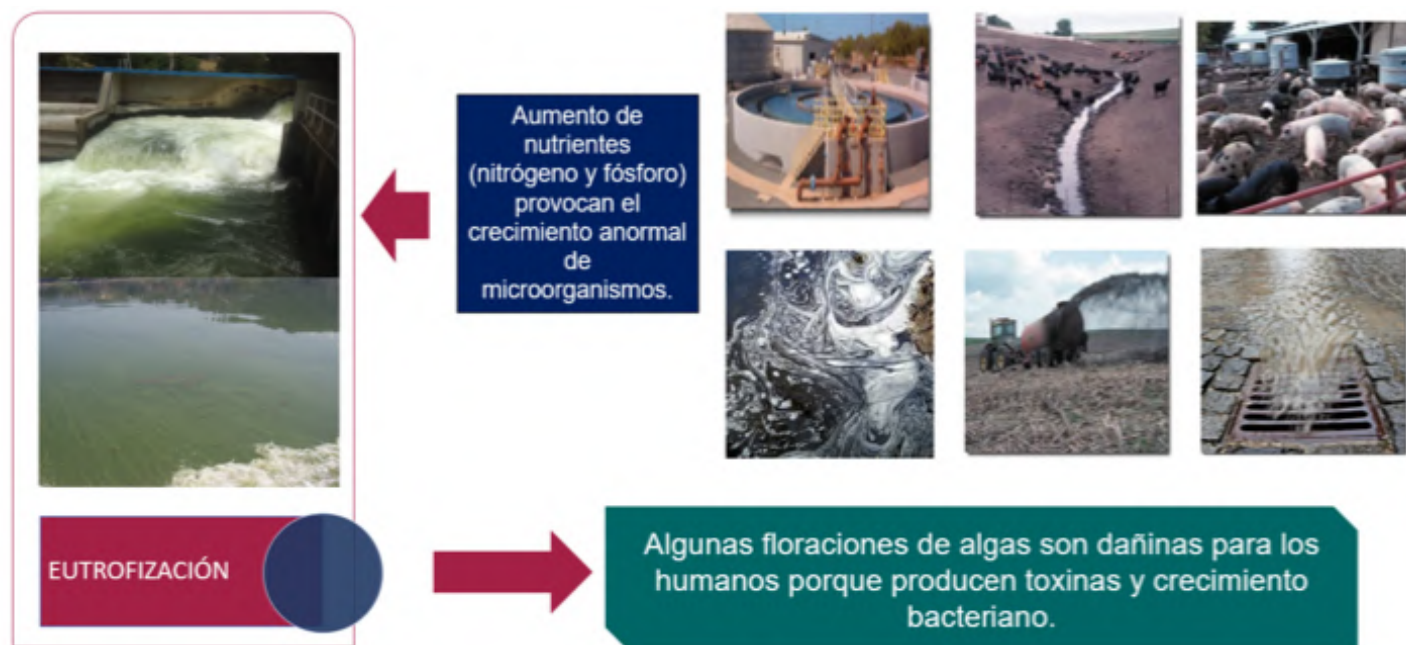 Aumento de
nutrientes
(nitrógeno y fósforo)
provocan el
crecimiento anormal
de
microorganismos.
EUTROFIZACIÓN
Algunas floraciones de algas son dañinas para los
humanos porque producen toxinas y crecimiento
bacteriano.